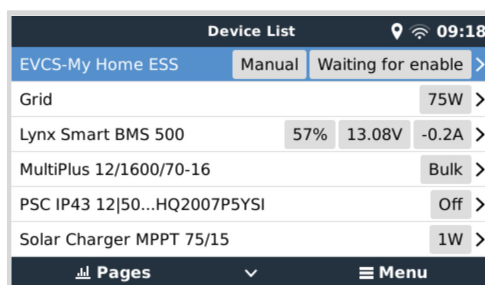 Device List 09:18
EVCS-My Home ESS Manual Waiting for enable
Grid 75W
Lynx Smart BMS 500 57% 13.08V -0.2A
MultiPlus 12/1600/70-16 Bulk
PSC IP43 12|50...HQ2007P5YSI Off
Solar Charger MPPT 75/15 1W
Pages Menu